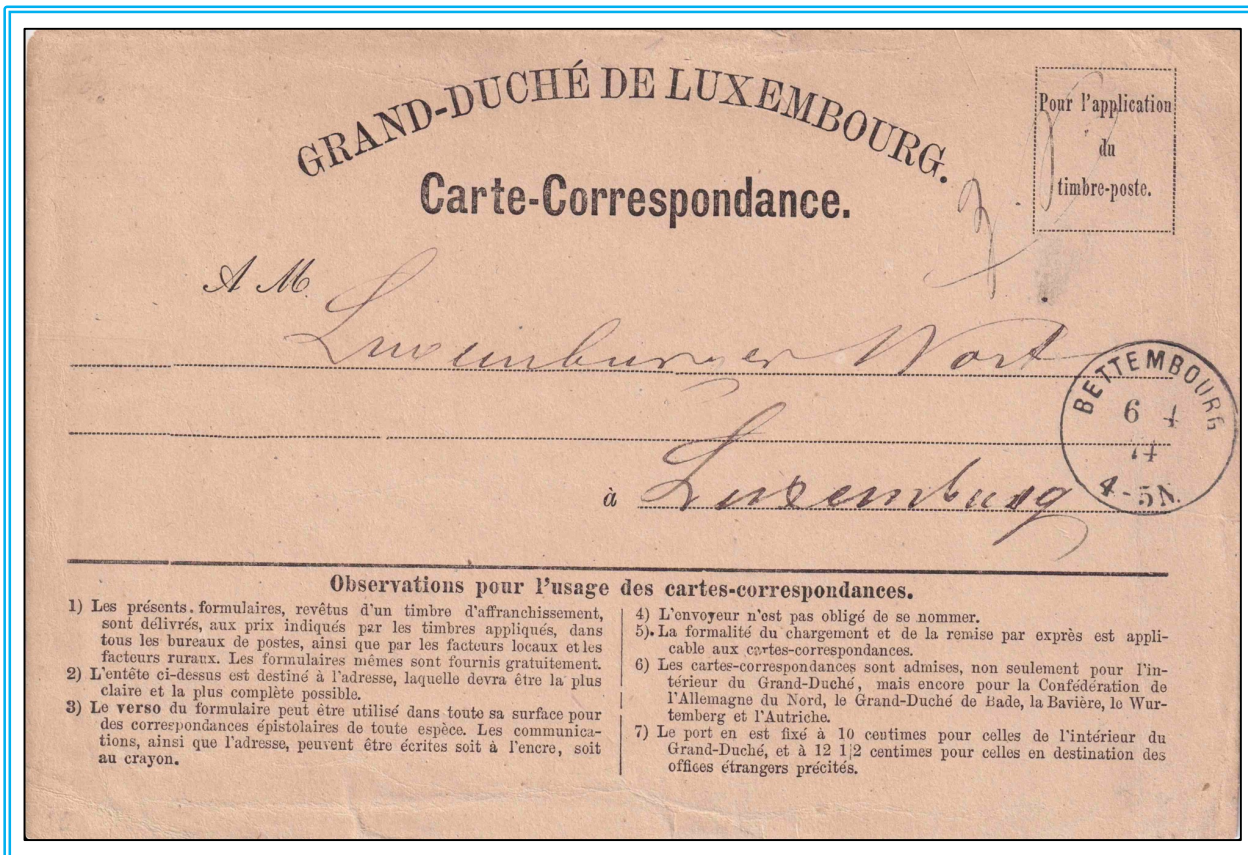 GRAND-DUCHÉ DE LUXEMBOURG.
Carte-Correspondance.
Pour l'application
du
timbre-poste.
A M
Luxemburger Wort
BETTEMBOURG
6 4
74
4-5N.
à Luxemburg
Observations pour l'usage des cartes-correspondances.
1) Les présents. formulaires, revêtus d'un timbre d'affranchissement,
sont délivrés, aux prix indiqués par les timbres appliqués, dans
tous les bureaux de postes, ainsi que par les facteurs locaux et les
facteurs ruraux. Les formulaires mêmes sont fournis gratuitement.
2) L'entête ci-dessus est destiné à l'adresse, laquelle devra être la plus
claire et la plus complète possible.
3) Le verso du formulaire peut être utilisé dans toute sa surface pour
des correspondances épistolaires de toute espèce. Les communica-
tions, ainsi que l'adresse, peuvent être écrites soit à l'encre, soit
au crayon.
4) L'envoyeur n'est pas obligé de se nommer.
5). La formalité du chargement et de la remise par exprès est appli-
cable aux cartes-correspondances.
6) Les cartes-correspondances sont admises, non seulement pour l'in-
térieur du Grand-Duché, mais encore pour la Confédération de
l'Allemagne du Nord, le Grand-Duché de Bade, la Bavière, le Wur-
temberg et l'Autriche.
7) Le port en est fixé à 10 centimes pour celles de l'intérieur du
Grand-Duché, et à 12 1|2 centimes pour celles en destination des
offices étrangers précités.